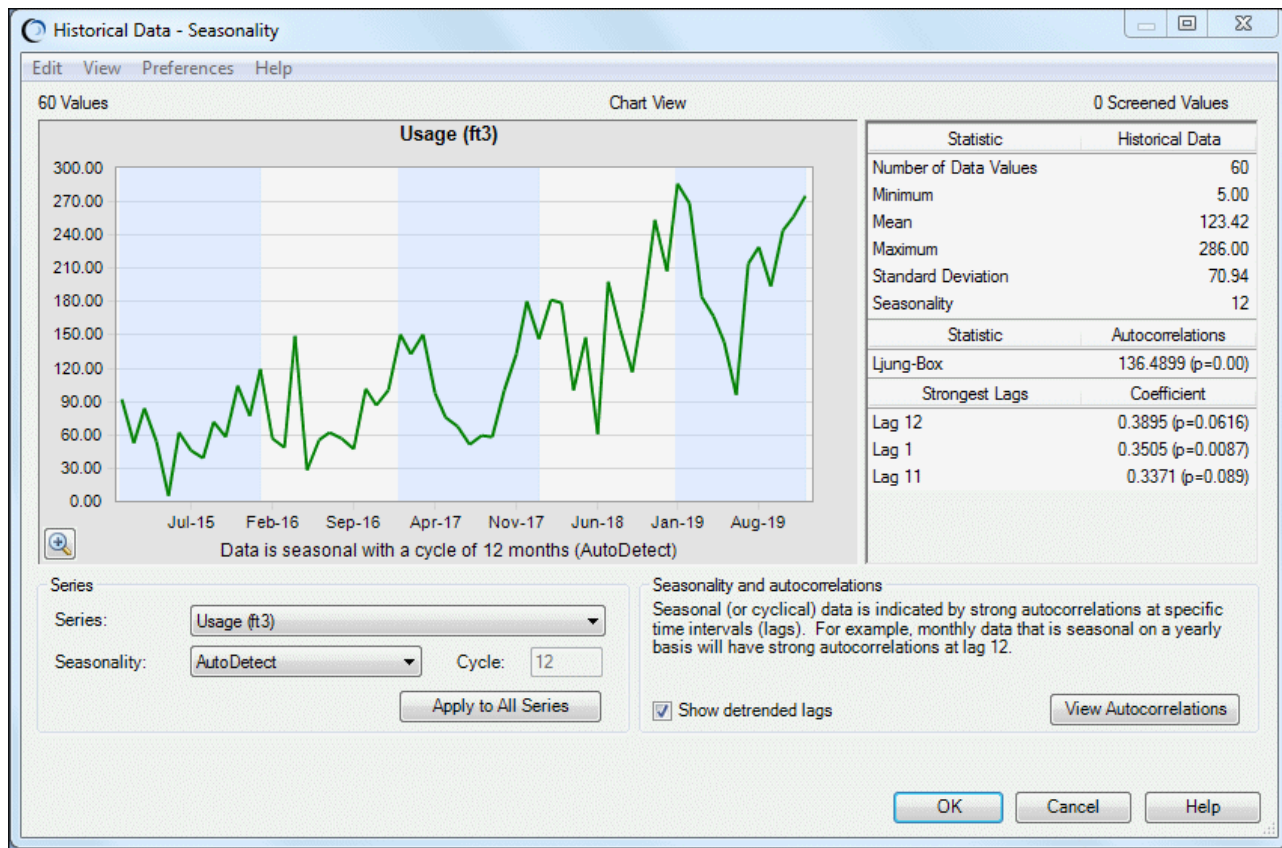 Historical Data - Seasonality
Edit View Preferences Help
60 Values Chart View 0 Screened Values
Usage (ft3)
300.00
270.00
240.00
210.00
180.00
150.00
120.00
90.00
60.00
30.00
0.00
Jul-15 Feb-16 Sep-16 Apr-17 Nov-17 Jun-18 Jan-19 Aug-19
Data is seasonal with a cycle of 12 months (AutoDetect)
Statistic Historical Data
Number of Data Values 60
Minimum 5.00
Mean 123.42
Maximum 286.00
Standard Deviation 70.94
Seasonality 12
Statistic Autocorrelations
Ljung-Box 136.4899 (p=0.00)
Strongest Lags Coefficient
Lag 12 0.3895 (p=0.0616)
Lag 1 0.3505 (p=0.0087)
Lag 11 0.3371 (p=0.089)
Series
Series: Usage (ft3)
Seasonality: AutoDetect Cycle: 12
Apply to All Series
Seasonality and autocorrelations
Seasonal (or cyclical) data is indicated by strong autocorrelations at specific
time intervals (lags). For example, monthly data that is seasonal on a yearly
basis will have strong autocorrelations at lag 12.
Show detrended lags View Autocorrelations
OK Cancel Help